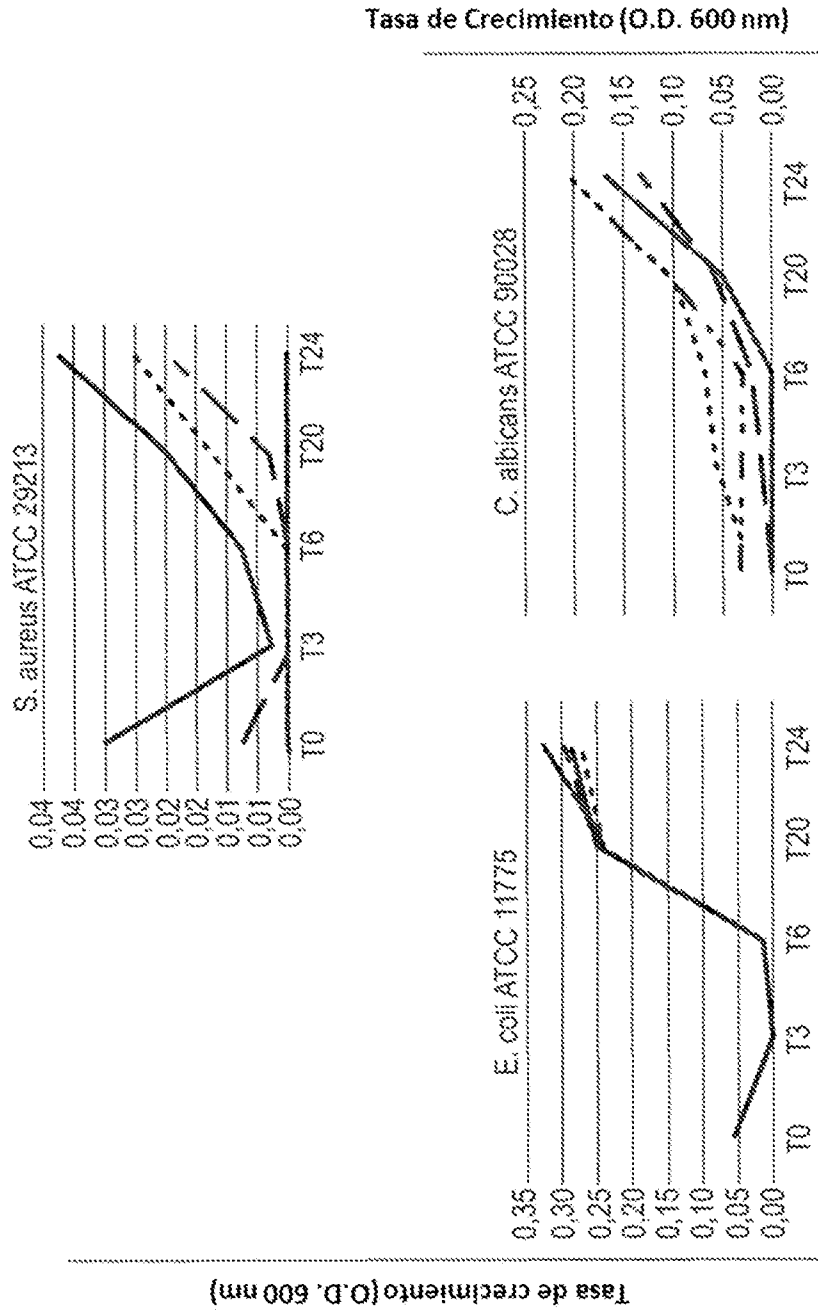 Tasa de crecimiento (O.D. 600 nm)
S. aureus ATCC 29213
0,04
0,04
0,03
0,03
0,02
0,02
0,01
0,01
0,00
T0 T3 T6 T20 T24
E. coli ATCC 11775
0,35
0,30
0,25
0,20
0,15
0,10
0,05
0,00
T0 T3 T6 T20 T24
C. albicans ATCC 90028
0,25
0,20
0,15
0,10
0,05
0,00
T0 T3 T6 T20 T24
Tasa de Crecimiento (O.D. 600 nm)